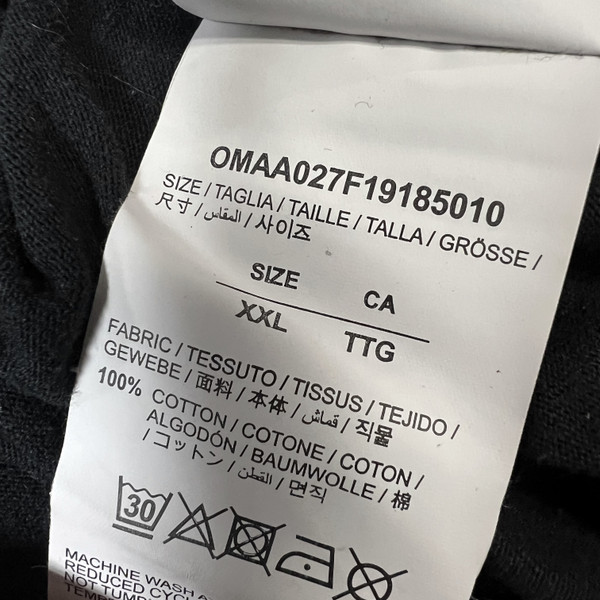 OMAA027F19185010
SIZE / TAGLIA / TAILLE / TALLA / GRÖSSE /
尺寸 / المقاس / 사이즈
SIZE CA
XXL TTG
FABRIC / TESSUTO / TISSUS / TEJIDO /
GEWEBE / 面料 / 本体 / قماش / 직물
100% COTTON / COTONE / COTON /
ALGODÓN / BAUMWOLLE / 棉
/ コットン / القطن / 면직
30
MACHINE WASH
REDUCED
NOT